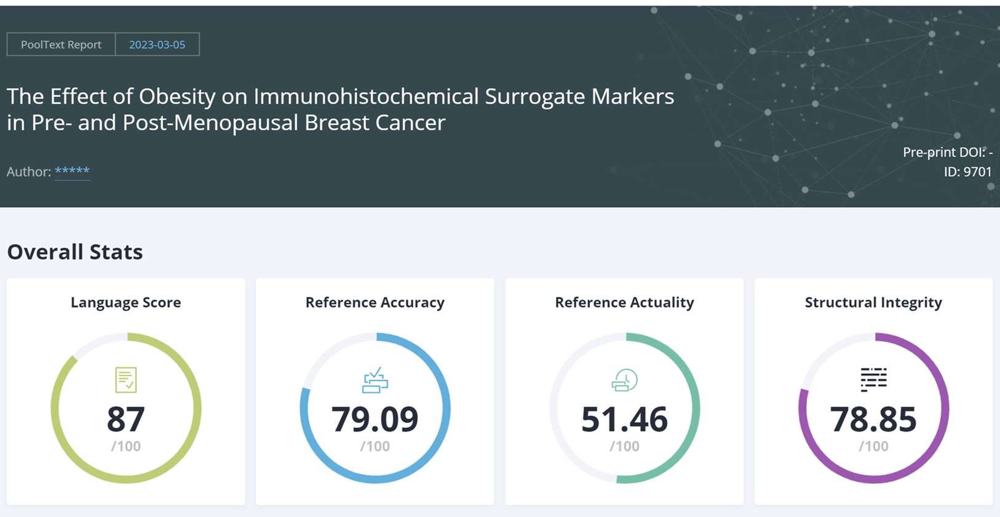 PoolText Report 2023-03-05
The Effect of Obesity on Immunohistochemical Surrogate Markers
in Pre- and Post-Menopausal Breast Cancer
Author: *****
Pre-print DOI: -
ID: 9701
Overall Stats
Language Score
87
/100
Reference Accuracy
79.09
/100
Reference Actuality
51.46
/100
Structural Integrity
78.85
/100